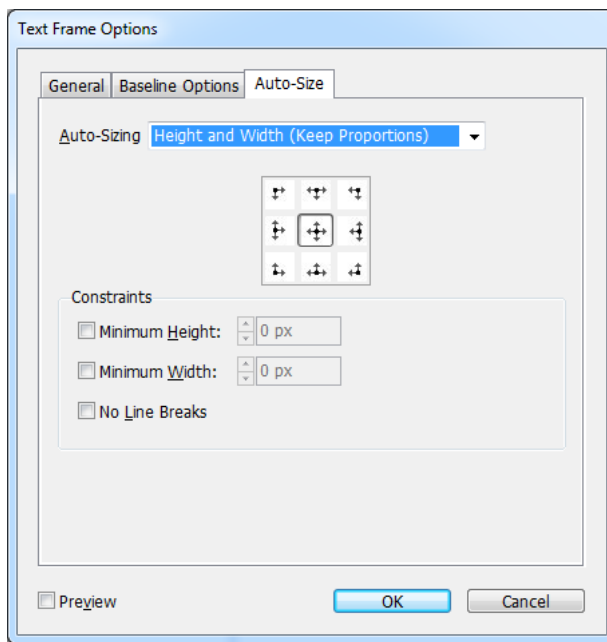 Text Frame Options
General Baseline Options Auto-Size
Auto-Sizing Height and Width (Keep Proportions)
Constraints
Minimum Height: 0 px
Minimum Width: 0 px
No Line Breaks
Preview OK Cancel